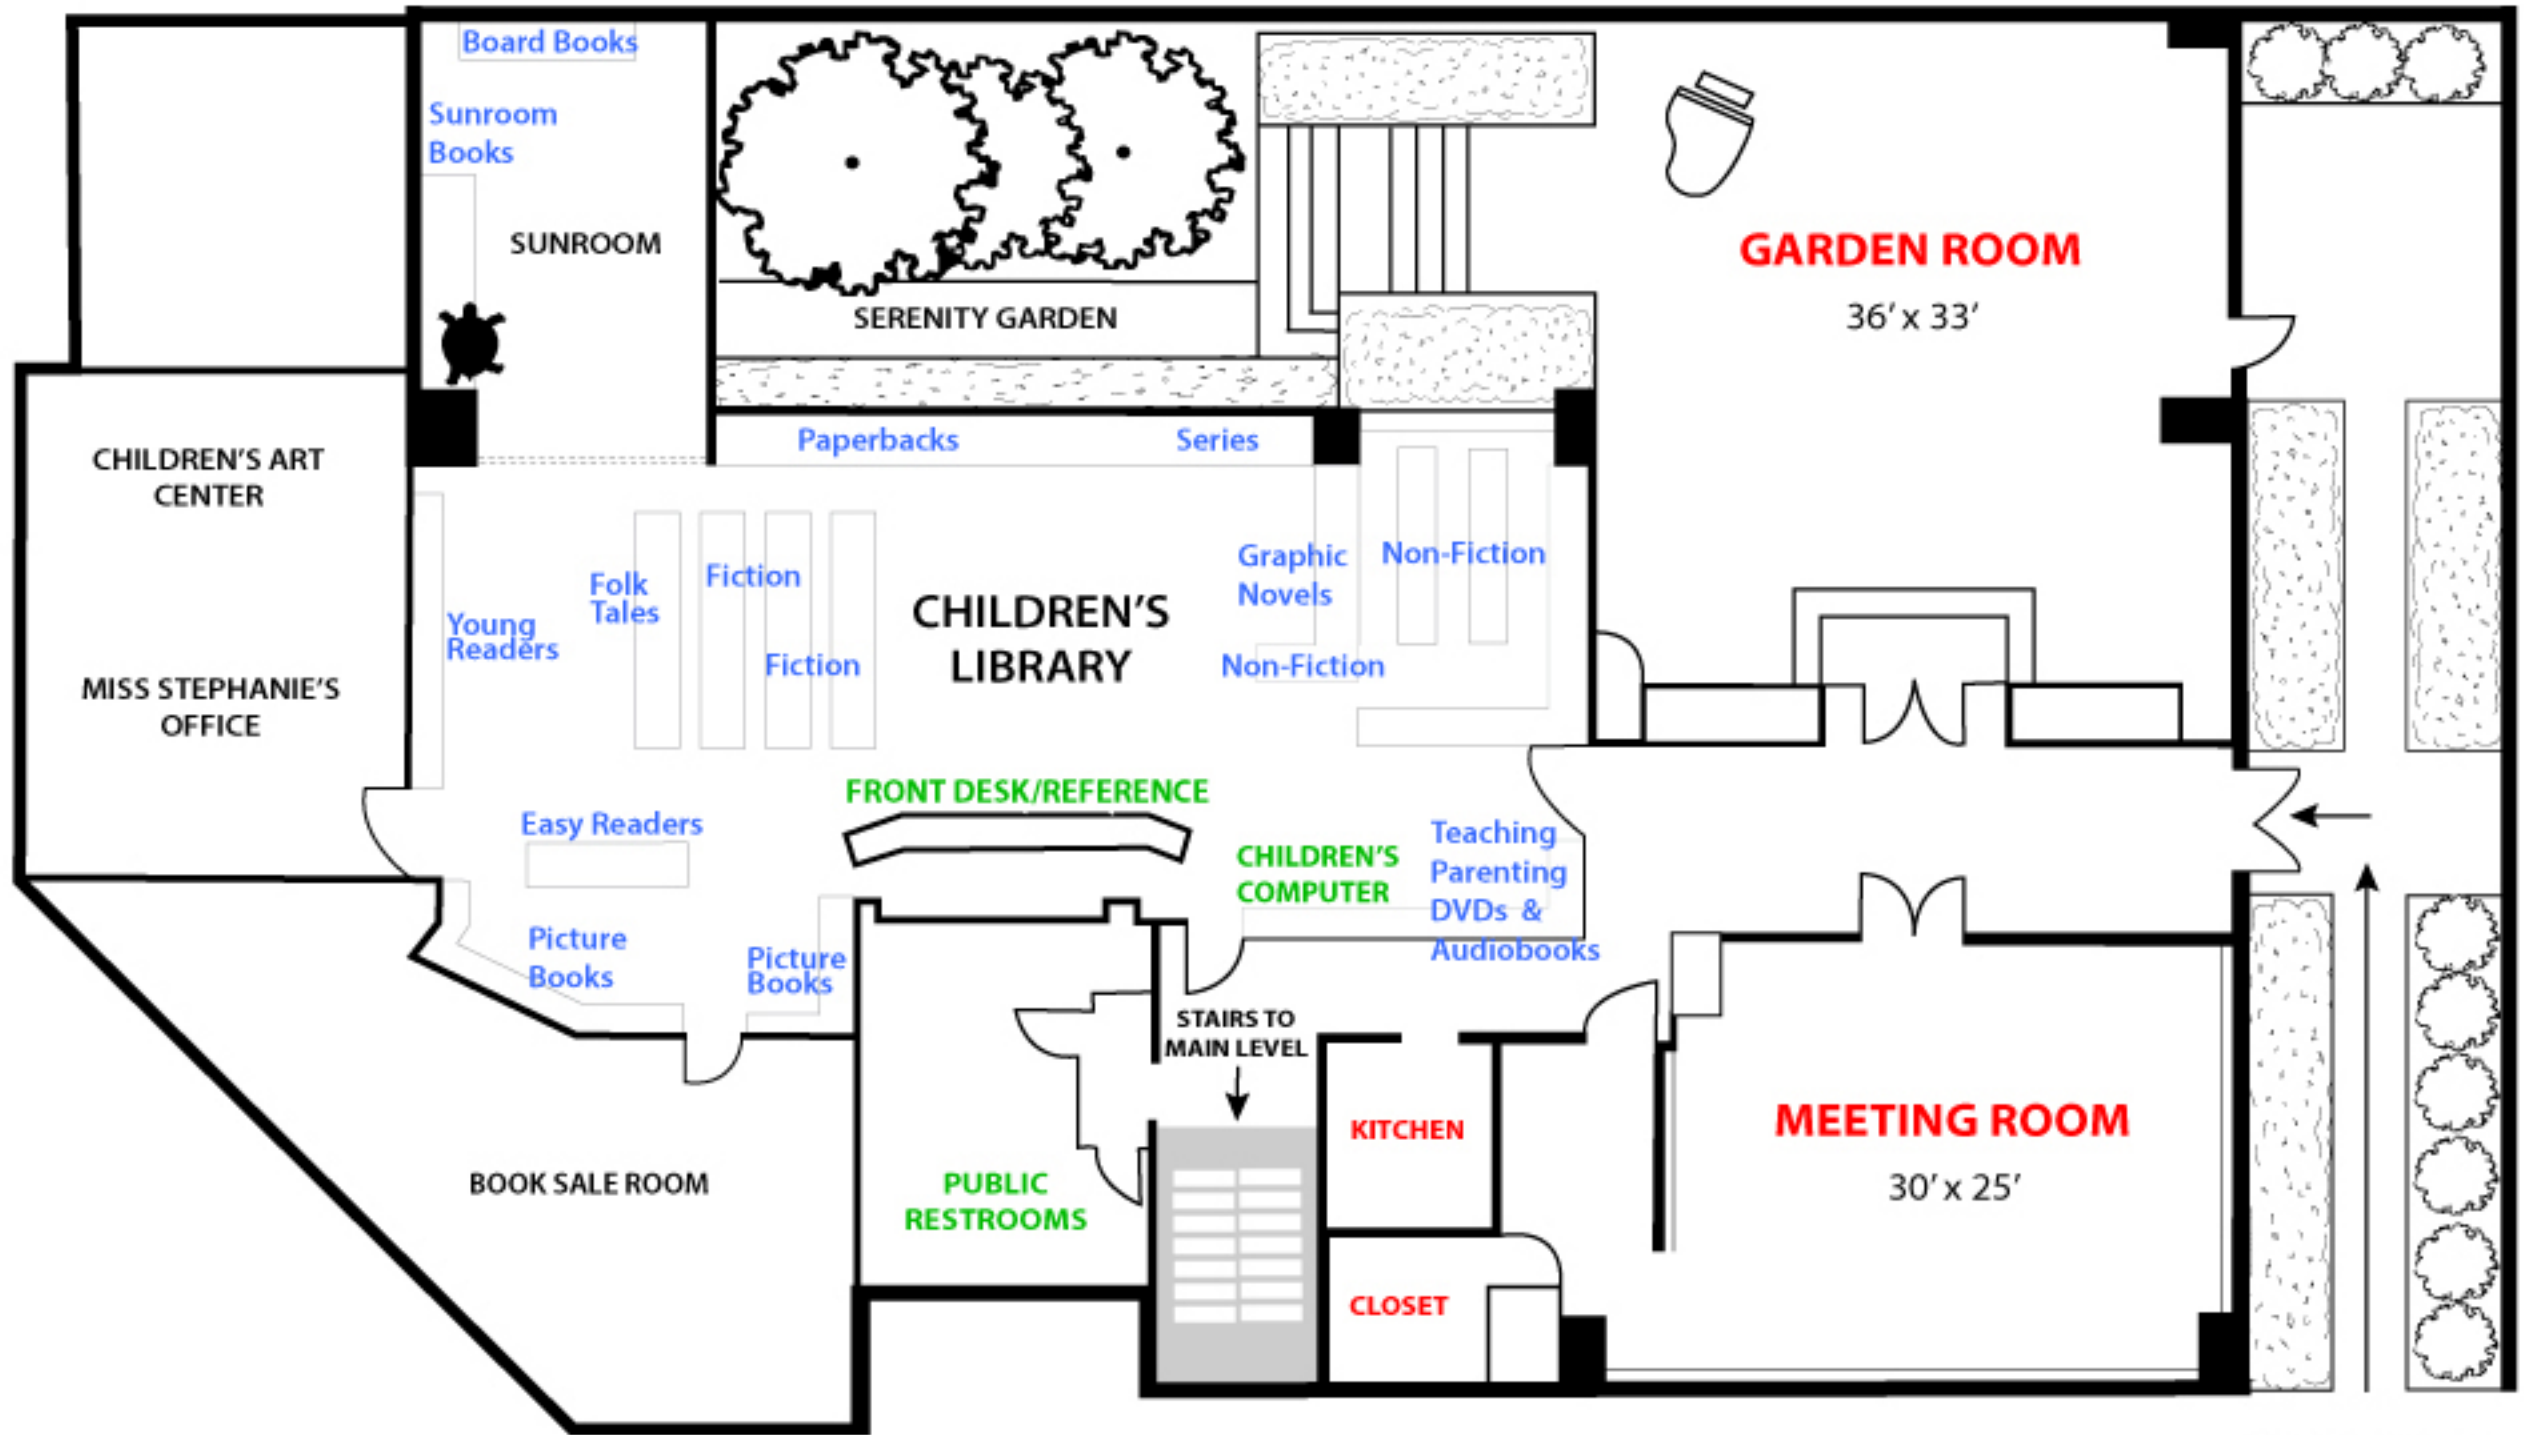 Board Books
Sunroom
Books
SUNROOM
SERENITY GARDEN
GARDEN ROOM
36’ x 33’
CHILDREN’S ART
CENTER
MISS STEPHANIE’S
OFFICE
Paperbacks
Series
Young
Readers
Folk
Tales
Fiction
Fiction
CHILDREN’S
LIBRARY
Graphic
Novels
Non-Fiction
Non-Fiction
FRONT DESK/REFERENCE
Easy Readers
CHILDREN’S
COMPUTER
Teaching
Parenting
DVDs &
Audiobooks
Picture
Books
Picture
Books
STAIRS TO
MAIN LEVEL
BOOK SALE ROOM
PUBLIC
RESTROOMS
KITCHEN
CLOSET
MEETING ROOM
30’ x 25’